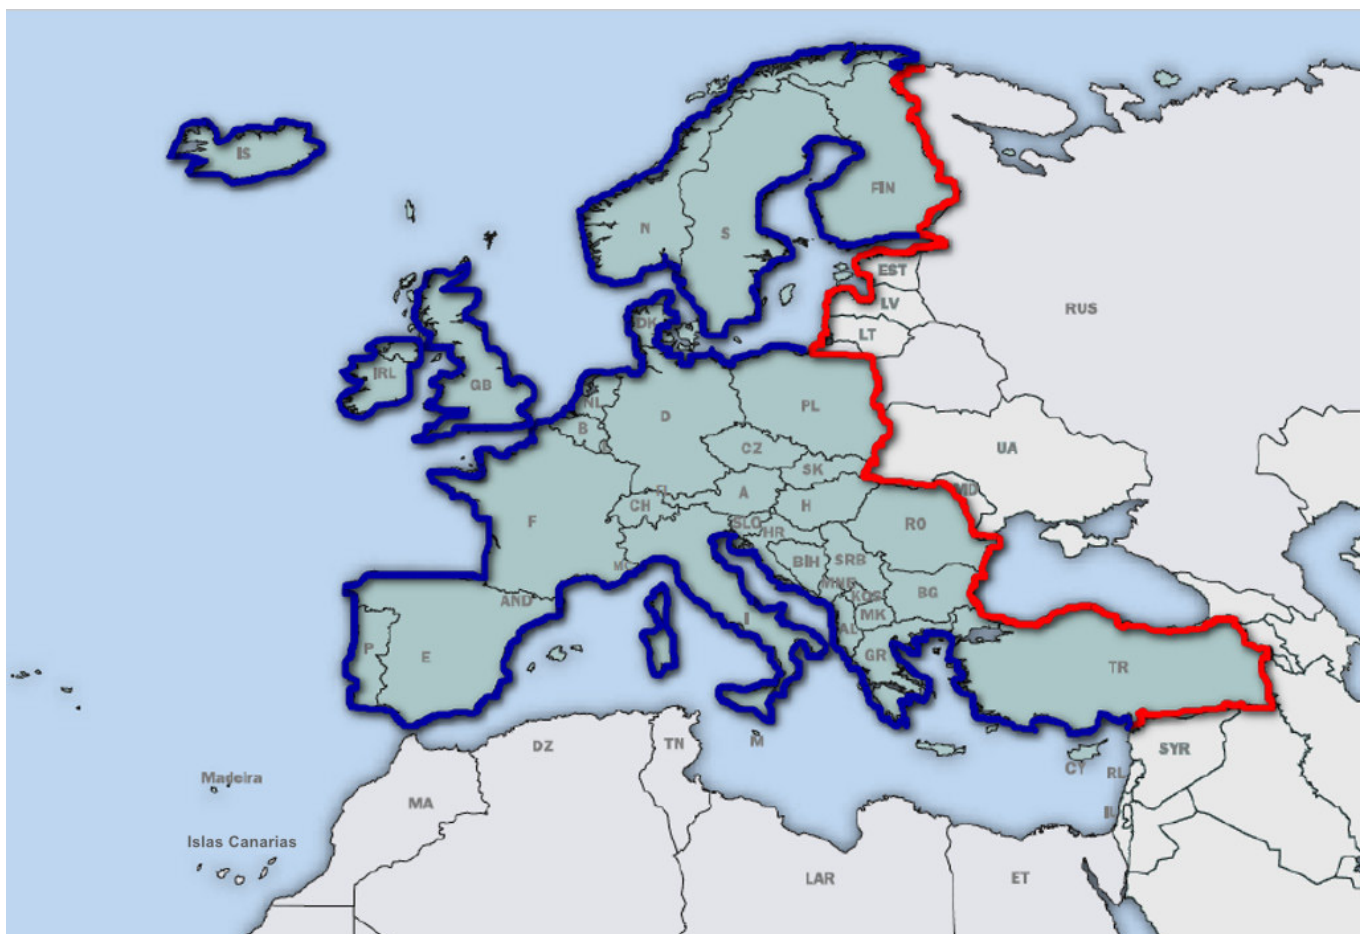 IS
FIN
N
S
EST
RUS
LV
DK
LT
IRL
GB
NL
D
PL
B
UA
CZ
SK
MD
A
CH
H
F
RO
SLO
HR
BIH
SRB
MC
MNE
KOS
AND
BG
MK
I
AL
P
E
GR
TR
DZ
TN
M
SYR
CY
RL
Madeira
MA
IL
Islas Canarias
LAR
ET